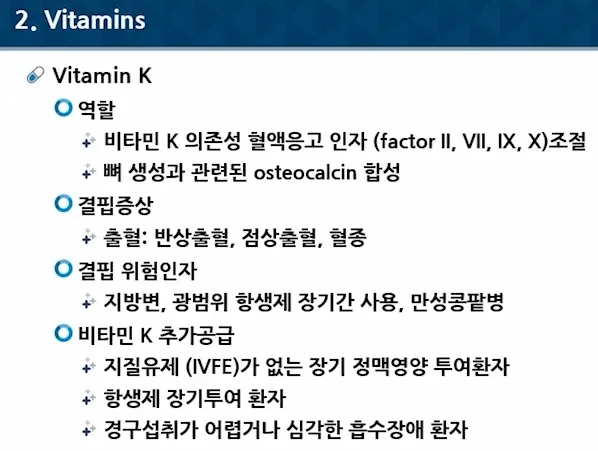 2. Vitamins
Vitamin K
역할
비타민 K 의존성 혈액응고 인자 (factor II, VII, IX, X)조절
뼈 생성과 관련된 osteocalcin 합성
결핍증상
출혈: 반상출혈, 점상출혈, 혈종
결핍 위험인자
지방변, 광범위 항생제 장기간 사용, 만성콩팥병
비타민 K 추가공급
지질유제 (IVFE)가 없는 장기 정맥영양 투여환자
항생제 장기투여 환자
경구섭취가 어렵거나 심각한 흡수장애 환자